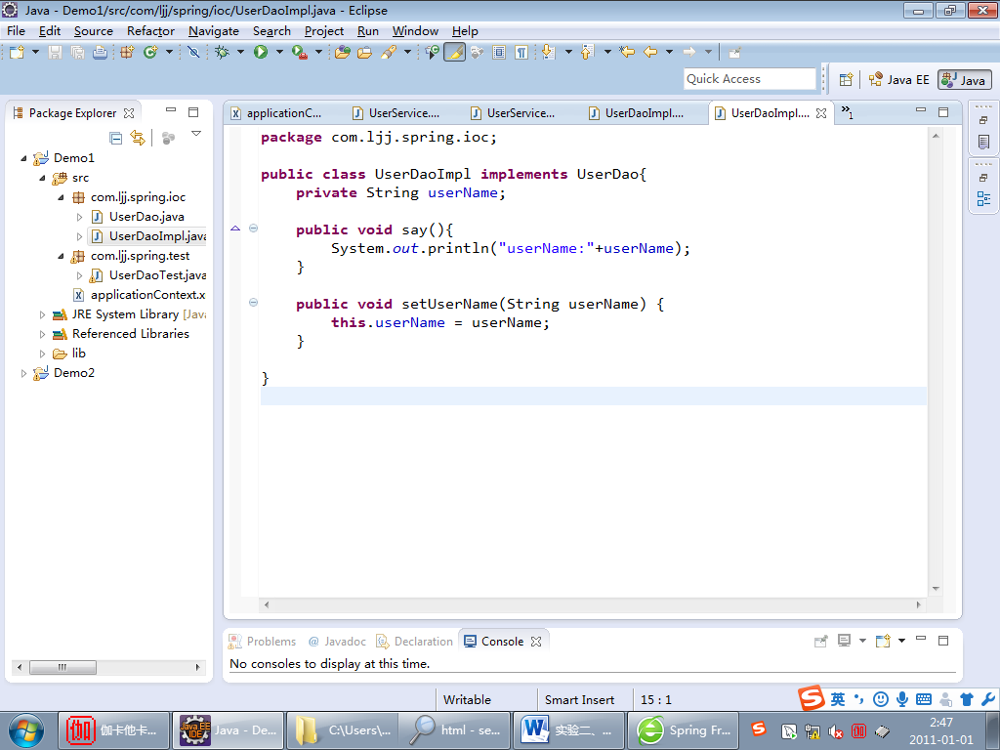 Java - Demo1/src/com/ljj/spring/ioc/UserDaoImpl.java - Eclipse
File Edit Source Refactor Navigate Search Project Run Window Help
Quick Access
Java EE
Java
Package Explorer
applicationC...
UserService....
UserService...
UserDaoImpl....
UserDaoImpl....
»1
Demo1
src
com.ljj.spring.ioc
UserDao.java
UserDaoImpl.java
com.ljj.spring.test
UserDaoTest.java
applicationContext.x
JRE System Library [Java
Referenced Libraries
lib
Demo2
package com.ljj.spring.ioc;
public class UserDaoImpl implements UserDao{
private String userName;
public void say(){
System.out.println("userName:"+userName);
}
public void setUserName(String userName) {
this.userName = userName;
}
}
Problems @ Javadoc Declaration Console
No consoles to display at this time.
Writable Smart Insert 15 : 1
英
伽 伽卡他卡...
Java EE IDE Java - De...
C:\Users\...
html - se...
实验二、...
Spring Fr...
2:47
2011-01-01